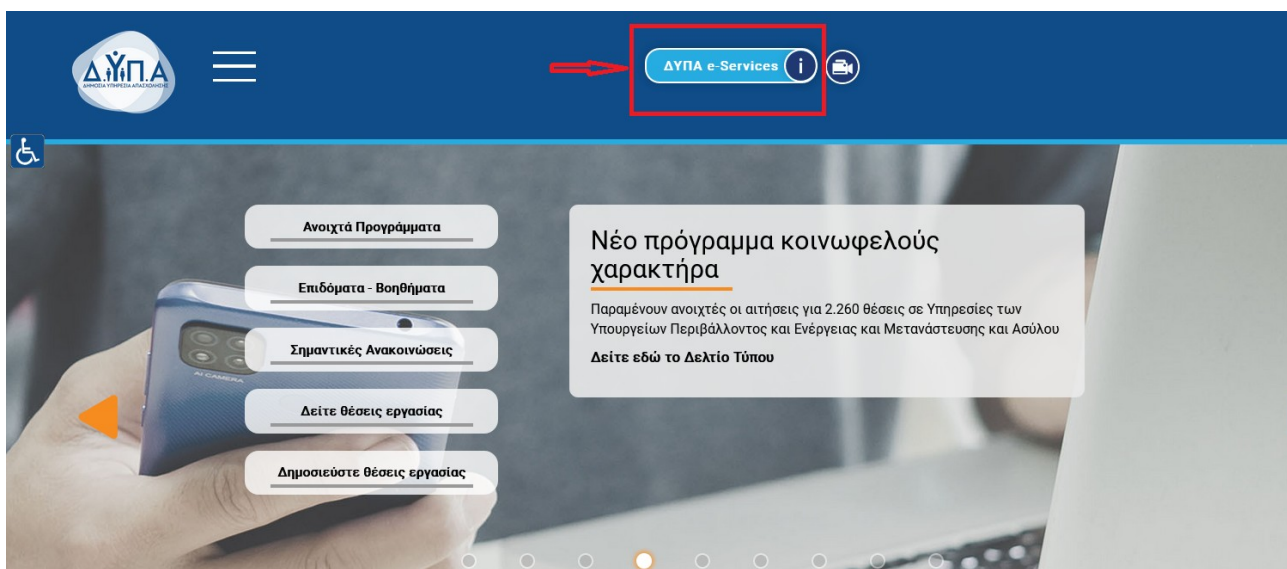 Δ.ΥΠ.Α
ΔΗΜΟΣΙΑ ΥΠΗΡΕΣΙΑ ΑΠΑΣΧΟΛΗΣΗΣ
ΔΥΠΑ e-Services i
Ανοιχτά Προγράμματα
Επιδόματα - Βοηθήματα
Σημαντικές Ανακοινώσεις
Δείτε θέσεις εργασίας
Δημοσιεύστε θέσεις εργασίας
Νέο πρόγραμμα κοινωφελούς
χαρακτήρα
Παραμένουν ανοιχτές οι αιτήσεις για 2.260 θέσεις σε Υπηρεσίες των
Υπουργείων Περιβάλλοντος και Ενέργειας και Μετανάστευσης και Ασύλου
Δείτε εδώ το Δελτίο Τύπου
AI CAMERA